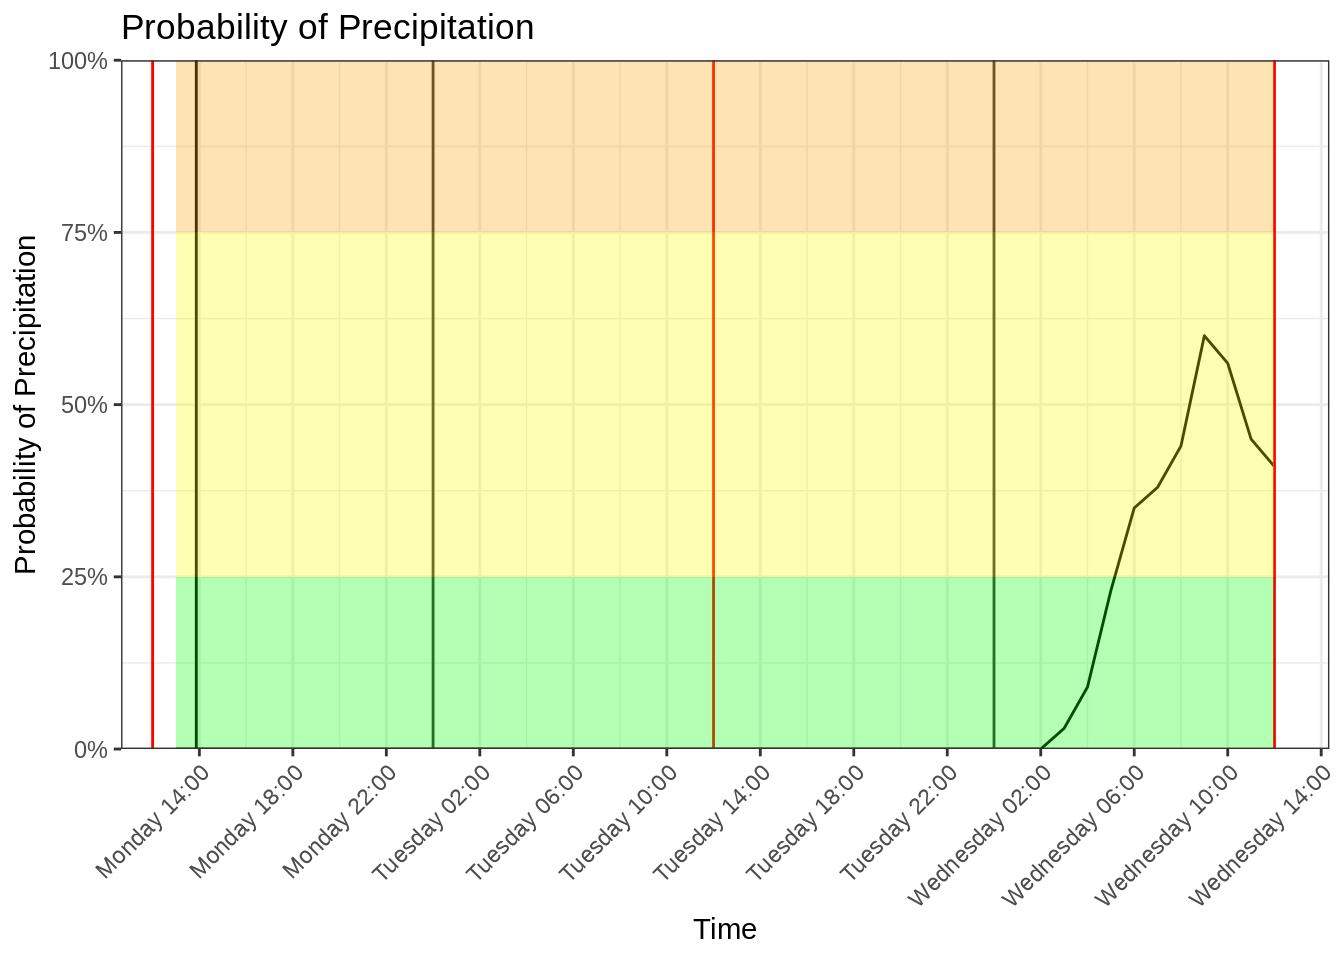 Probability of Precipitation
Probability of Precipitation
100%
75%
50%
25%
0%
Monday 14:00
Monday 18:00
Monday 22:00
Tuesday 02:00
Tuesday 06:00
Tuesday 10:00
Tuesday 14:00
Tuesday 18:00
Tuesday 22:00
Wednesday 02:00
Wednesday 06:00
Wednesday 10:00
Wednesday 14:00
Time